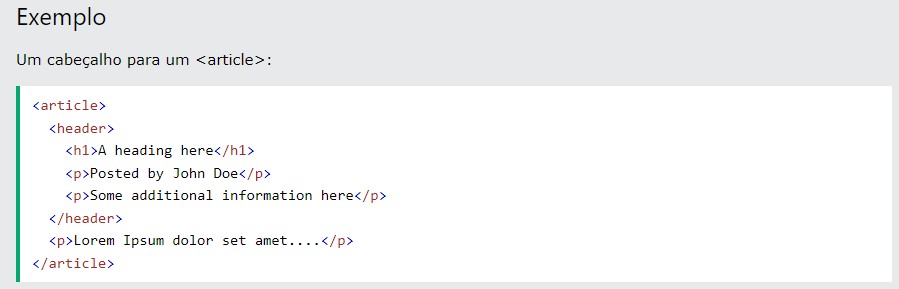 Exemplo
Um cabeçalho para um <article>:
<article>
  <header>
    <h1>A heading here</h1>
    <p>Posted by John Doe</p>
    <p>Some additional information here</p>
  </header>
  <p>Lorem Ipsum dolor set amet....</p>
</article>